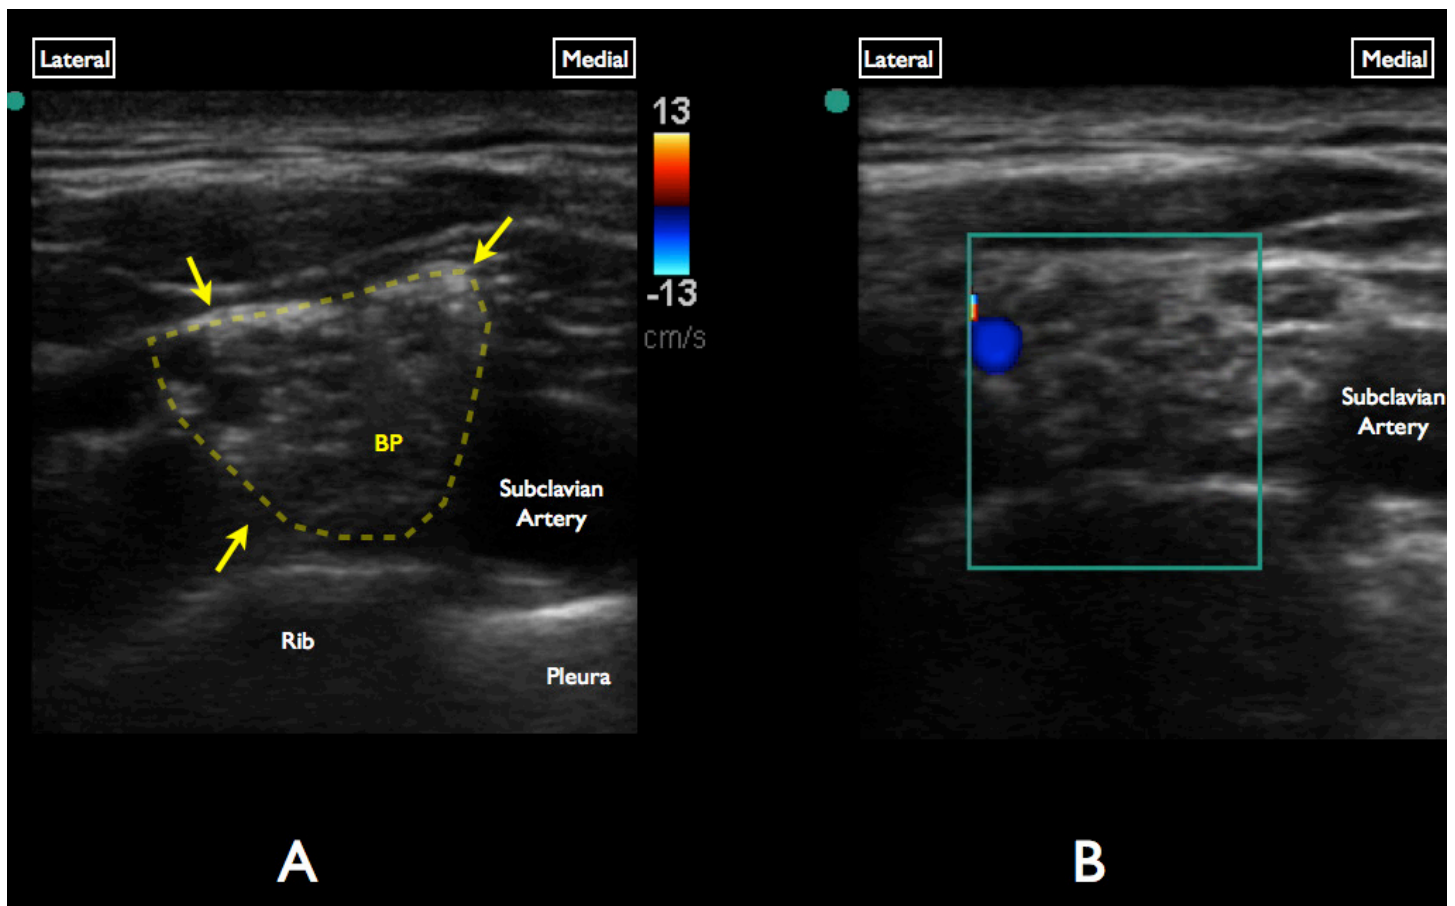 Lateral
Medial
13
-13
cm/s
BP
Subclavian
Artery
Rib
Pleura
A
Lateral
Medial
Subclavian
Artery
B